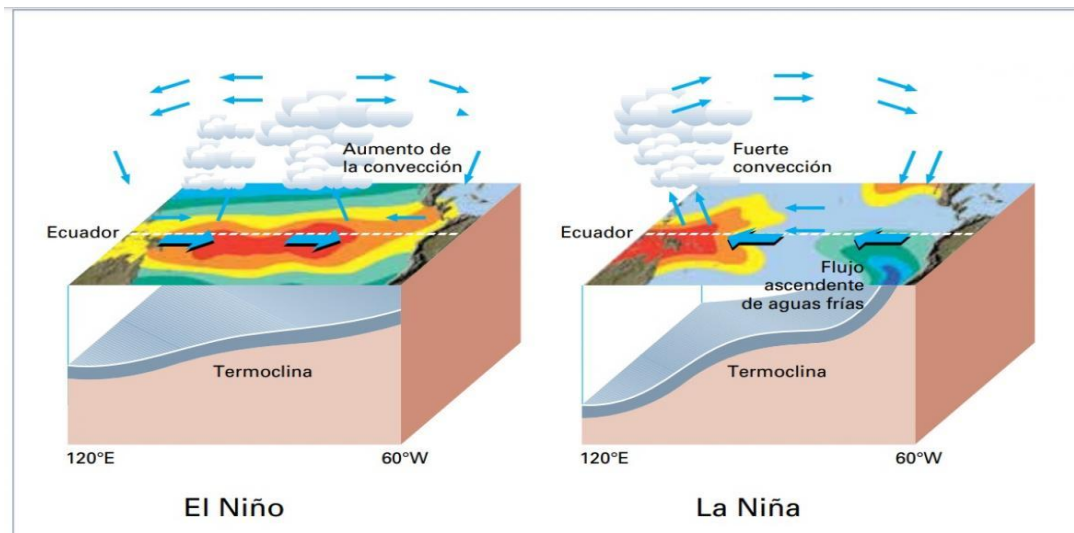 Aumento de
la convección
Ecuador
Termoclina
120°E
60°W
El Niño
Fuerte
convección
Ecuador
Flujo
ascendente
de aguas frías
Termoclina
120°E
60°W
La Niña